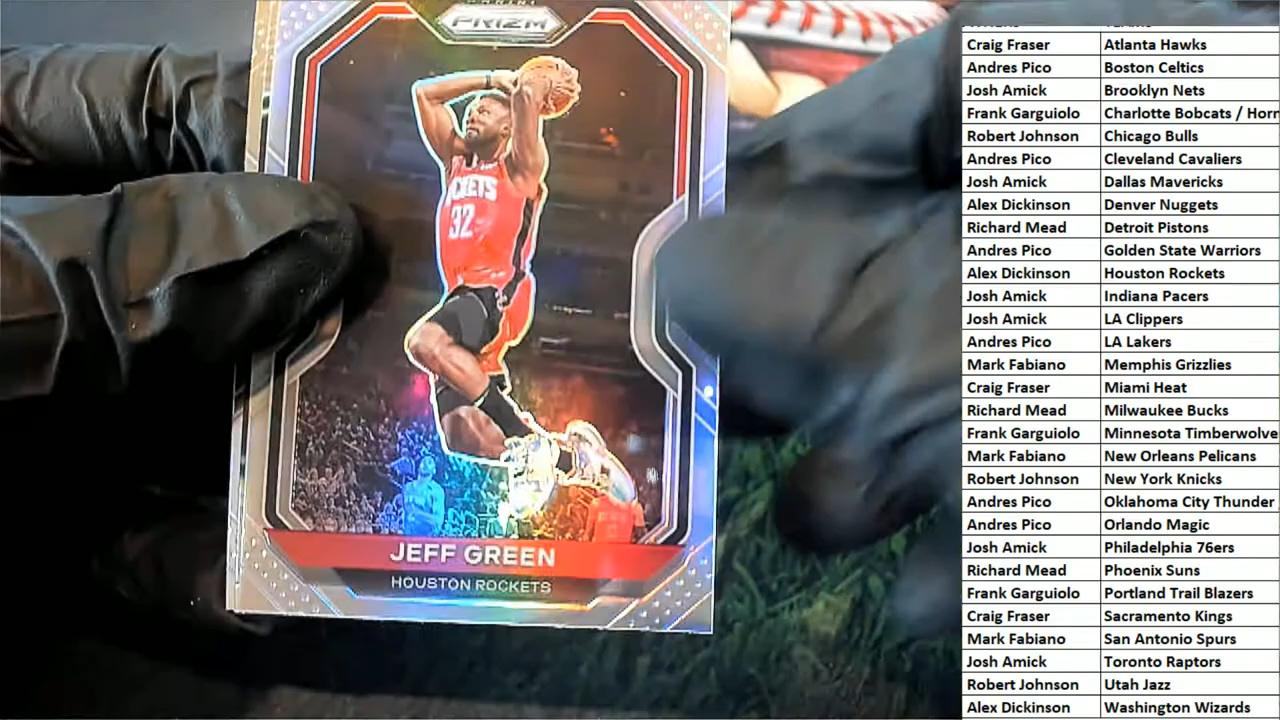 PRIZM
32
JEFF GREEN
HOUSTON ROCKETS
Craig Fraser Atlanta Hawks
Andres Pico Boston Celtics
Josh Amick Brooklyn Nets
Frank Garguiolo Charlotte Bobcats / Horn
Robert Johnson Chicago Bulls
Andres Pico Cleveland Cavaliers
Josh Amick Dallas Mavericks
Alex Dickinson Denver Nuggets
Richard Mead Detroit Pistons
Andres Pico Golden State Warriors
Alex Dickinson Houston Rockets
Josh Amick Indiana Pacers
Josh Amick LA Clippers
Andres Pico LA Lakers
Mark Fabiano Memphis Grizzlies
Craig Fraser Miami Heat
Richard Mead Milwaukee Bucks
Frank Garguiolo Minnesota Timberwolve
Mark Fabiano New Orleans Pelicans
Robert Johnson New York Knicks
Andres Pico Oklahoma City Thunder
Andres Pico Orlando Magic
Josh Amick Philadelphia 76ers
Richard Mead Phoenix Suns
Frank Garguiolo Portland Trail Blazers
Craig Fraser Sacramento Kings
Mark Fabiano San Antonio Spurs
Josh Amick Toronto Raptors
Robert Johnson Utah Jazz
Alex Dickinson Washington Wizards